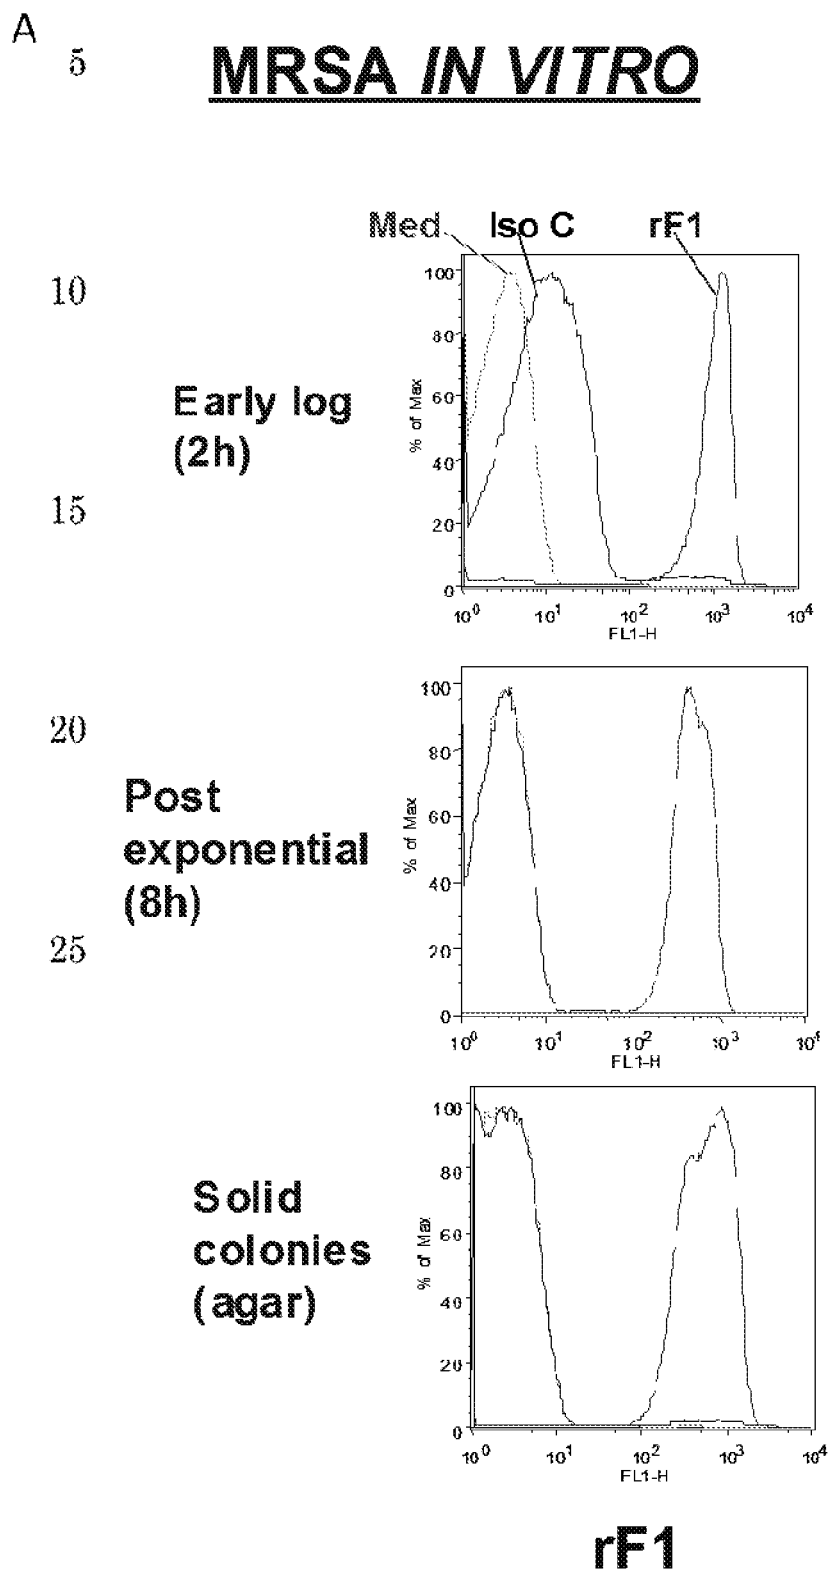 A
5
MRSA IN VITRO
Med Iso C rF1
10
Early log
(2h)
15
% of Max
100
80
60
40
20
0
10^0 10^1 10^2 10^3 10^4
FL1-H
20
Post
exponential
(8h)
25
% of Max
100
80
60
40
20
0
10^0 10^1 10^2 10^3
FL1-H
Solid
colonies
(agar)
% of Max
100
80
60
40
20
0
10^0 10^1 10^2 10^3 10^4
FL1-H
rF1